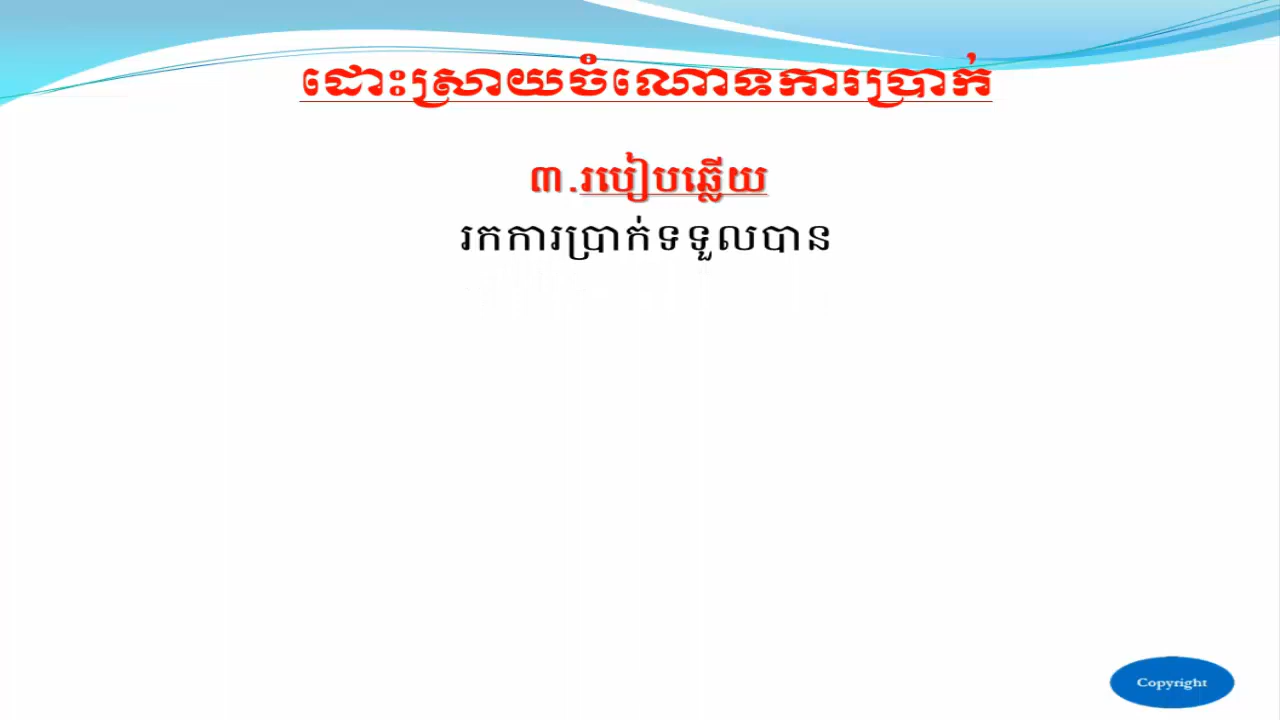 ដោះស្រាយចំណោទការប្រាក់
៣.របៀបឆ្លើយ
រកការប្រាក់ទទួលបាន
Copyright